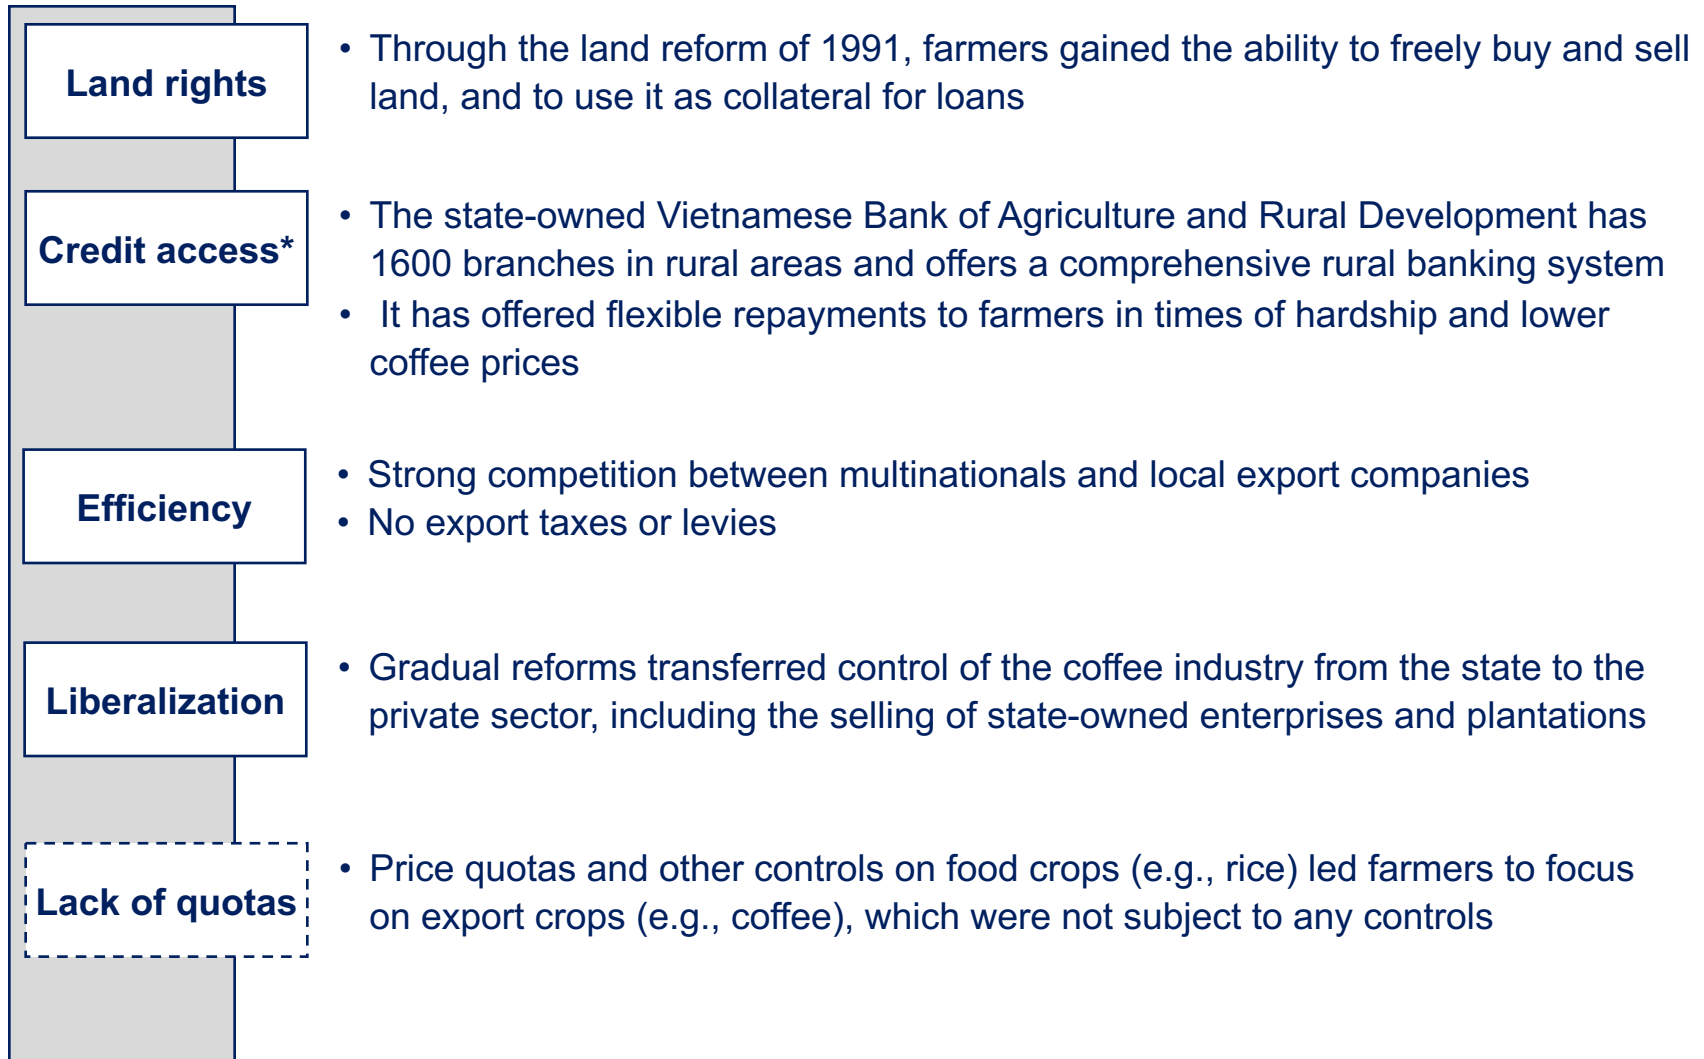 Land rights
• Through the land reform of 1991, farmers gained the ability to freely buy and sell
land, and to use it as collateral for loans
Credit access*
• The state-owned Vietnamese Bank of Agriculture and Rural Development has
1600 branches in rural areas and offers a comprehensive rural banking system
• It has offered flexible repayments to farmers in times of hardship and lower
coffee prices
Efficiency
• Strong competition between multinationals and local export companies
• No export taxes or levies
Liberalization
• Gradual reforms transferred control of the coffee industry from the state to the
private sector, including the selling of state-owned enterprises and plantations
Lack of quotas
• Price quotas and other controls on food crops (e.g., rice) led farmers to focus
on export crops (e.g., coffee), which were not subject to any controls